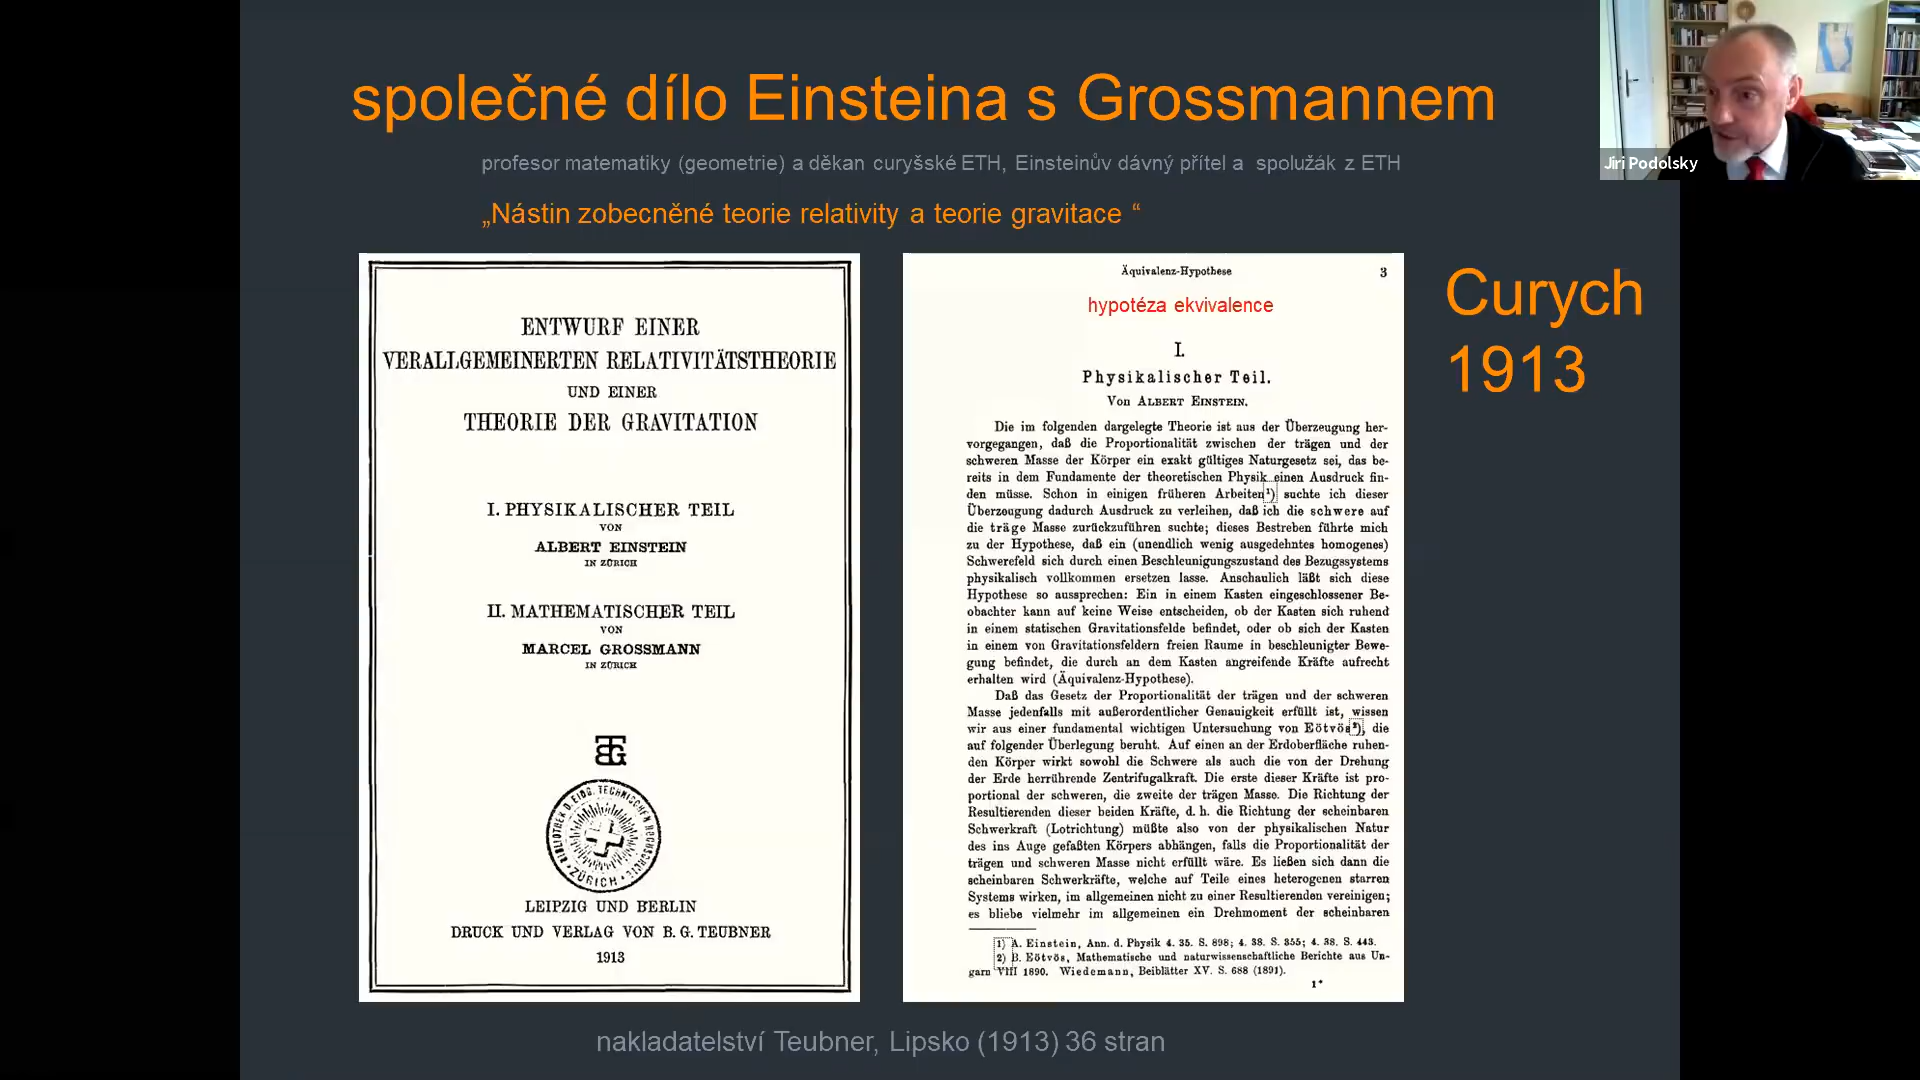 společné dílo Einsteina s Grossmannem
profesor matematiky (geometrie) a děkan curyšské ETH, Einsteinův dávný přítel a spolužák z ETH
„Nástin zobecněné teorie relativity a teorie gravitace “
Jiri Podolsky
ENTWURF EINER
VERALLGEMEINERTEN RELATIVITÄTSTHEORIE
UND EINER
THEORIE DER GRAVITATION
I. PHYSIKALISCHER TEIL
VON
ALBERT EINSTEIN
IN ZÜRICH
II. MATHEMATISCHER TEIL
VON
MARCEL GROSSMANN
IN ZÜRICH
BTG
BIBLIOTHEK D. EIDG. TECHNISCHEN HOCHSCHULE
• ZÜRICH •
LEIPZIG UND BERLIN
DRUCK UND VERLAG VON B. G. TEUBNER
1913
Äquivalenz-Hypothese 3
hypotéza ekvivalence
I.
Physikalischer Teil.
Von ALBERT EINSTEIN.
Die im folgenden dargelegte Theorie ist aus der Überzeugung her-
vorgegangen, daß die Proportionalität zwischen der trägen und der
schweren Masse der Körper ein exakt gültiges Naturgesetz sei, das be-
reits in dem Fundamente der theoretischen Physik einen Ausdruck fin-
den müsse. Schon in einigen früheren Arbeiten¹) suchte ich dieser
Überzeugung dadurch Ausdruck zu verleihen, daß ich die schwere auf
die träge Masse zurückzuführen suchte; dieses Bestreben führte mich
zu der Hypothese, daß ein (unendlich wenig ausgedehntes homogenes)
Schwerefeld sich durch einen Beschleunigungszustand des Bezugssystems
physikalisch vollkommen ersetzen lasse. Anschaulich läßt sich diese
Hypothese so aussprechen: Ein in einem Kasten eingeschlossener Be-
obachter kann auf keine Weise entscheiden, ob der Kasten sich ruhend
in einem statischen Gravitationsfelde befindet, oder ob sich der Kasten
in einem von Gravitationsfeldern freien Raume in beschleunigter Bewe-
gung befindet, die durch an dem Kasten angreifende Kräfte aufrecht
erhalten wird (Äquivalenz-Hypothese).
Daß das Gesetz der Proportionalität der trägen und der schweren
Masse jedenfalls mit außerordentlicher Genauigkeit erfüllt ist, wissen
wir aus einer fundamental wichtigen Untersuchung von Eötvös²), die
auf folgender Überlegung beruht. Auf einen an der Erdoberfläche ruhen-
den Körper wirkt sowohl die Schwere als auch die von der Drehung
der Erde herrührende Zentrifugalkraft. Die erste dieser Kräfte ist pro-
portional der schweren, die zweite der trägen Masse. Die Richtung der
Resultierenden dieser beiden Kräfte, d. h. die Richtung der scheinbaren
Schwerkraft (Lotrichtung) müßte also von der physikalischen Natur
des ins Auge gefaßten Körpers abhängen, falls die Proportionalität der
trägen und schweren Masse nicht erfüllt wäre. Es ließen sich dann die
scheinbaren Schwerkräfte, welche auf Teile eines heterogenen starren
Systems wirken, im allgemeinen nicht zu einer Resultierenden vereinigen;
es bliebe vielmehr im allgemeinen ein Drehmoment der scheinbaren
1) A. Einstein, Ann. d. Physik 4. 35. S. 898; 4. 38. S. 355; 4. 38. S. 443.
2) B. Eötvös, Mathematische und naturwissenschaftliche Berichte aus Un-
garn VIII 1890. Wiedemann, Beiblätter XV. S. 688 (1891).
1*
Curych
1913
nakladatelství Teubner, Lipsko (1913) 36 stran